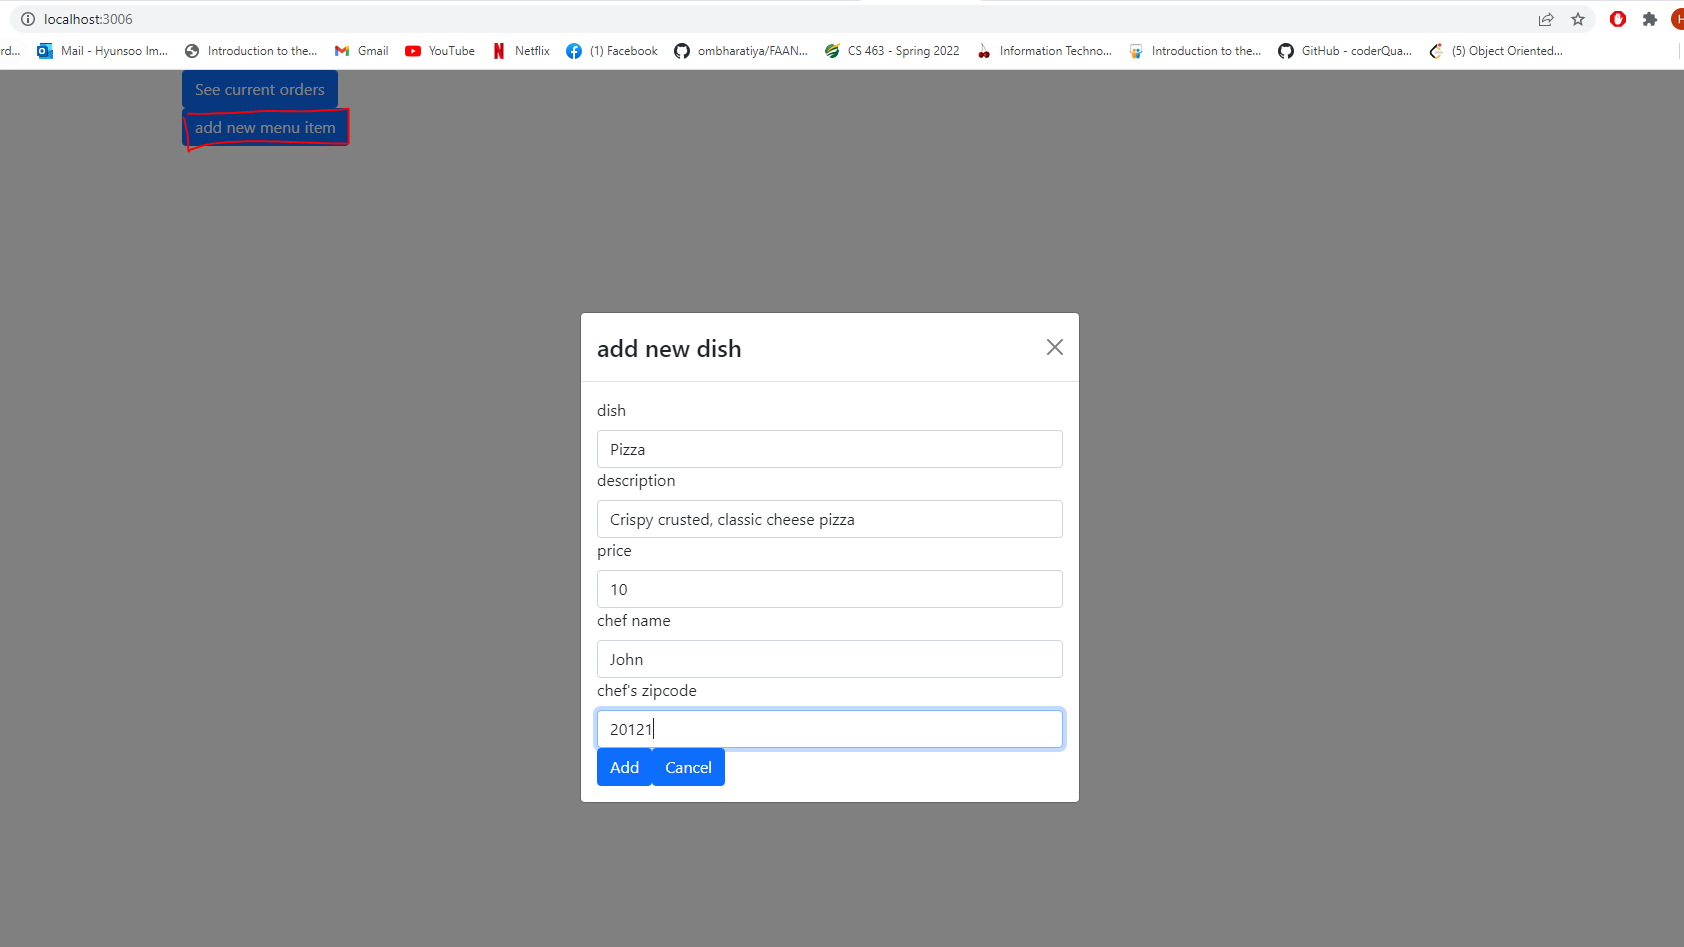 localhost:3006
rd... Mail - Hyunsoo Im... Introduction to the... Gmail YouTube Netflix (1) Facebook ombharatiya/FAAN... CS 463 - Spring 2022 Information Techno... Introduction to the... GitHub - coderQua... (5) Object Oriented...
See current orders
add new menu item
add new dish
dish
Pizza
description
Crispy crusted, classic cheese pizza
price
10
chef name
John
chef's zipcode
20121
Add Cancel